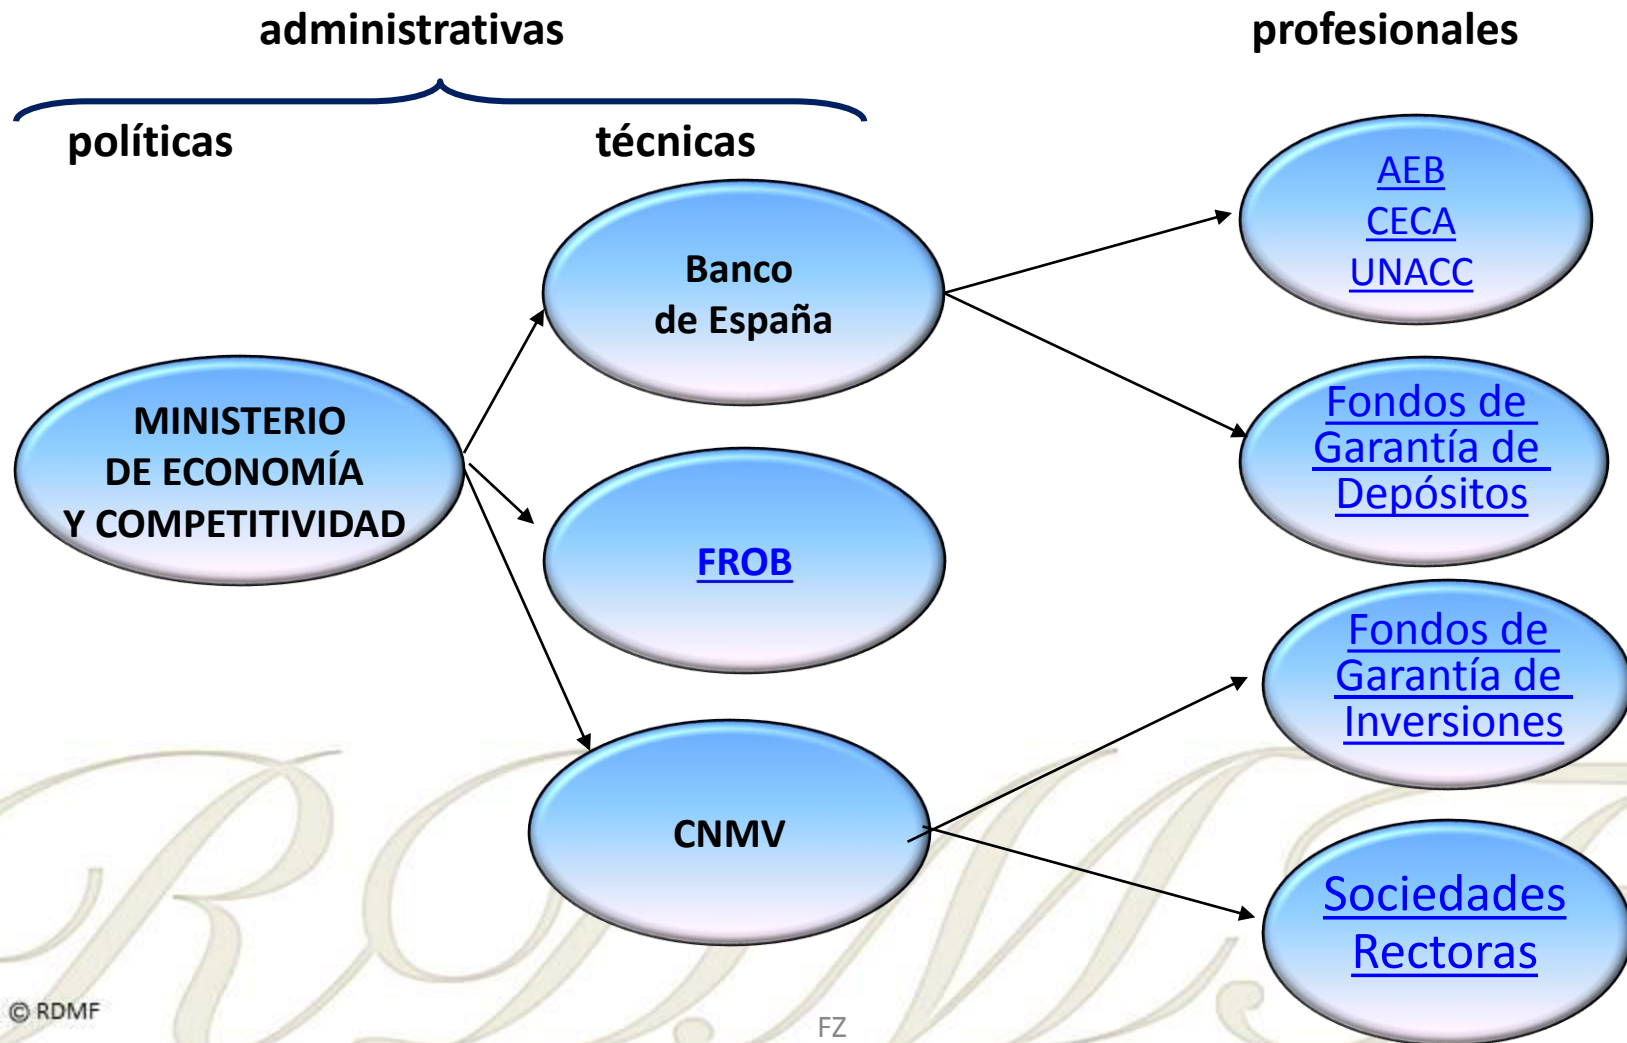 administrativas
profesionales
políticas
técnicas
MINISTERIO
DE ECONOMÍA
Y COMPETITIVIDAD
Banco
de España
FROB
CNMV
AEB
CECA
UNACC
Fondos de
Garantía de
Depósitos
Fondos de
Garantía de
Inversiones
Sociedades
Rectoras
© RDMF
FZ